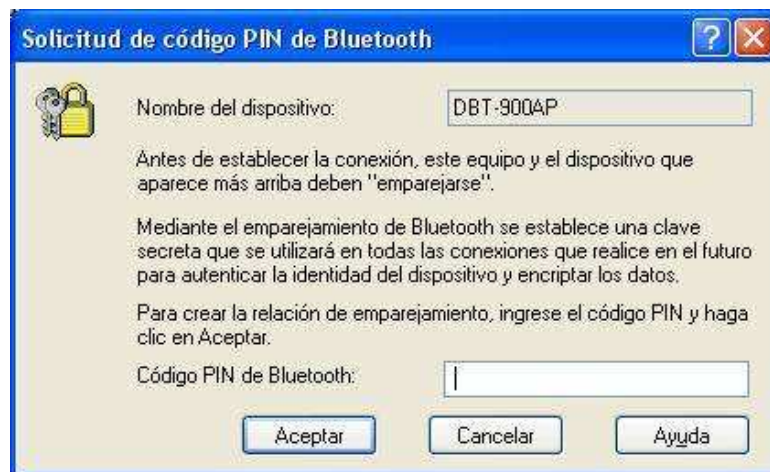 Solicitud de código PIN de Bluetooth
Nombre del dispositivo: DBT-900AP
Antes de establecer la conexión, este equipo y el dispositivo que
aparece más arriba deben "emparejarse".
Mediante el emparejamiento de Bluetooth se establece una clave
secreta que se utilizará en todas las conexiones que realice en el futuro
para autenticar la identidad del dispositivo y encriptar los datos.
Para crear la relación de emparejamiento, ingrese el código PIN y haga
clic en Aceptar.
Código PIN de Bluetooth:
Aceptar Cancelar Ayuda